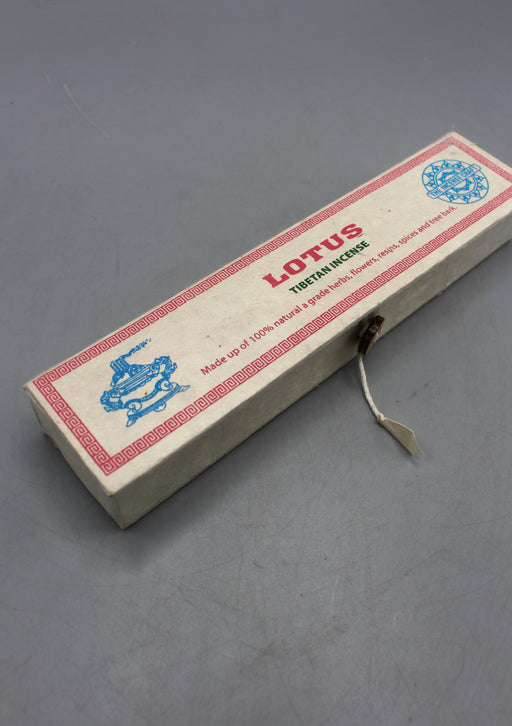 LOTUS
TIBETAN INCENSE
Made up of 100% natural a grade herbs, flowers, resins, spices and tree bark.